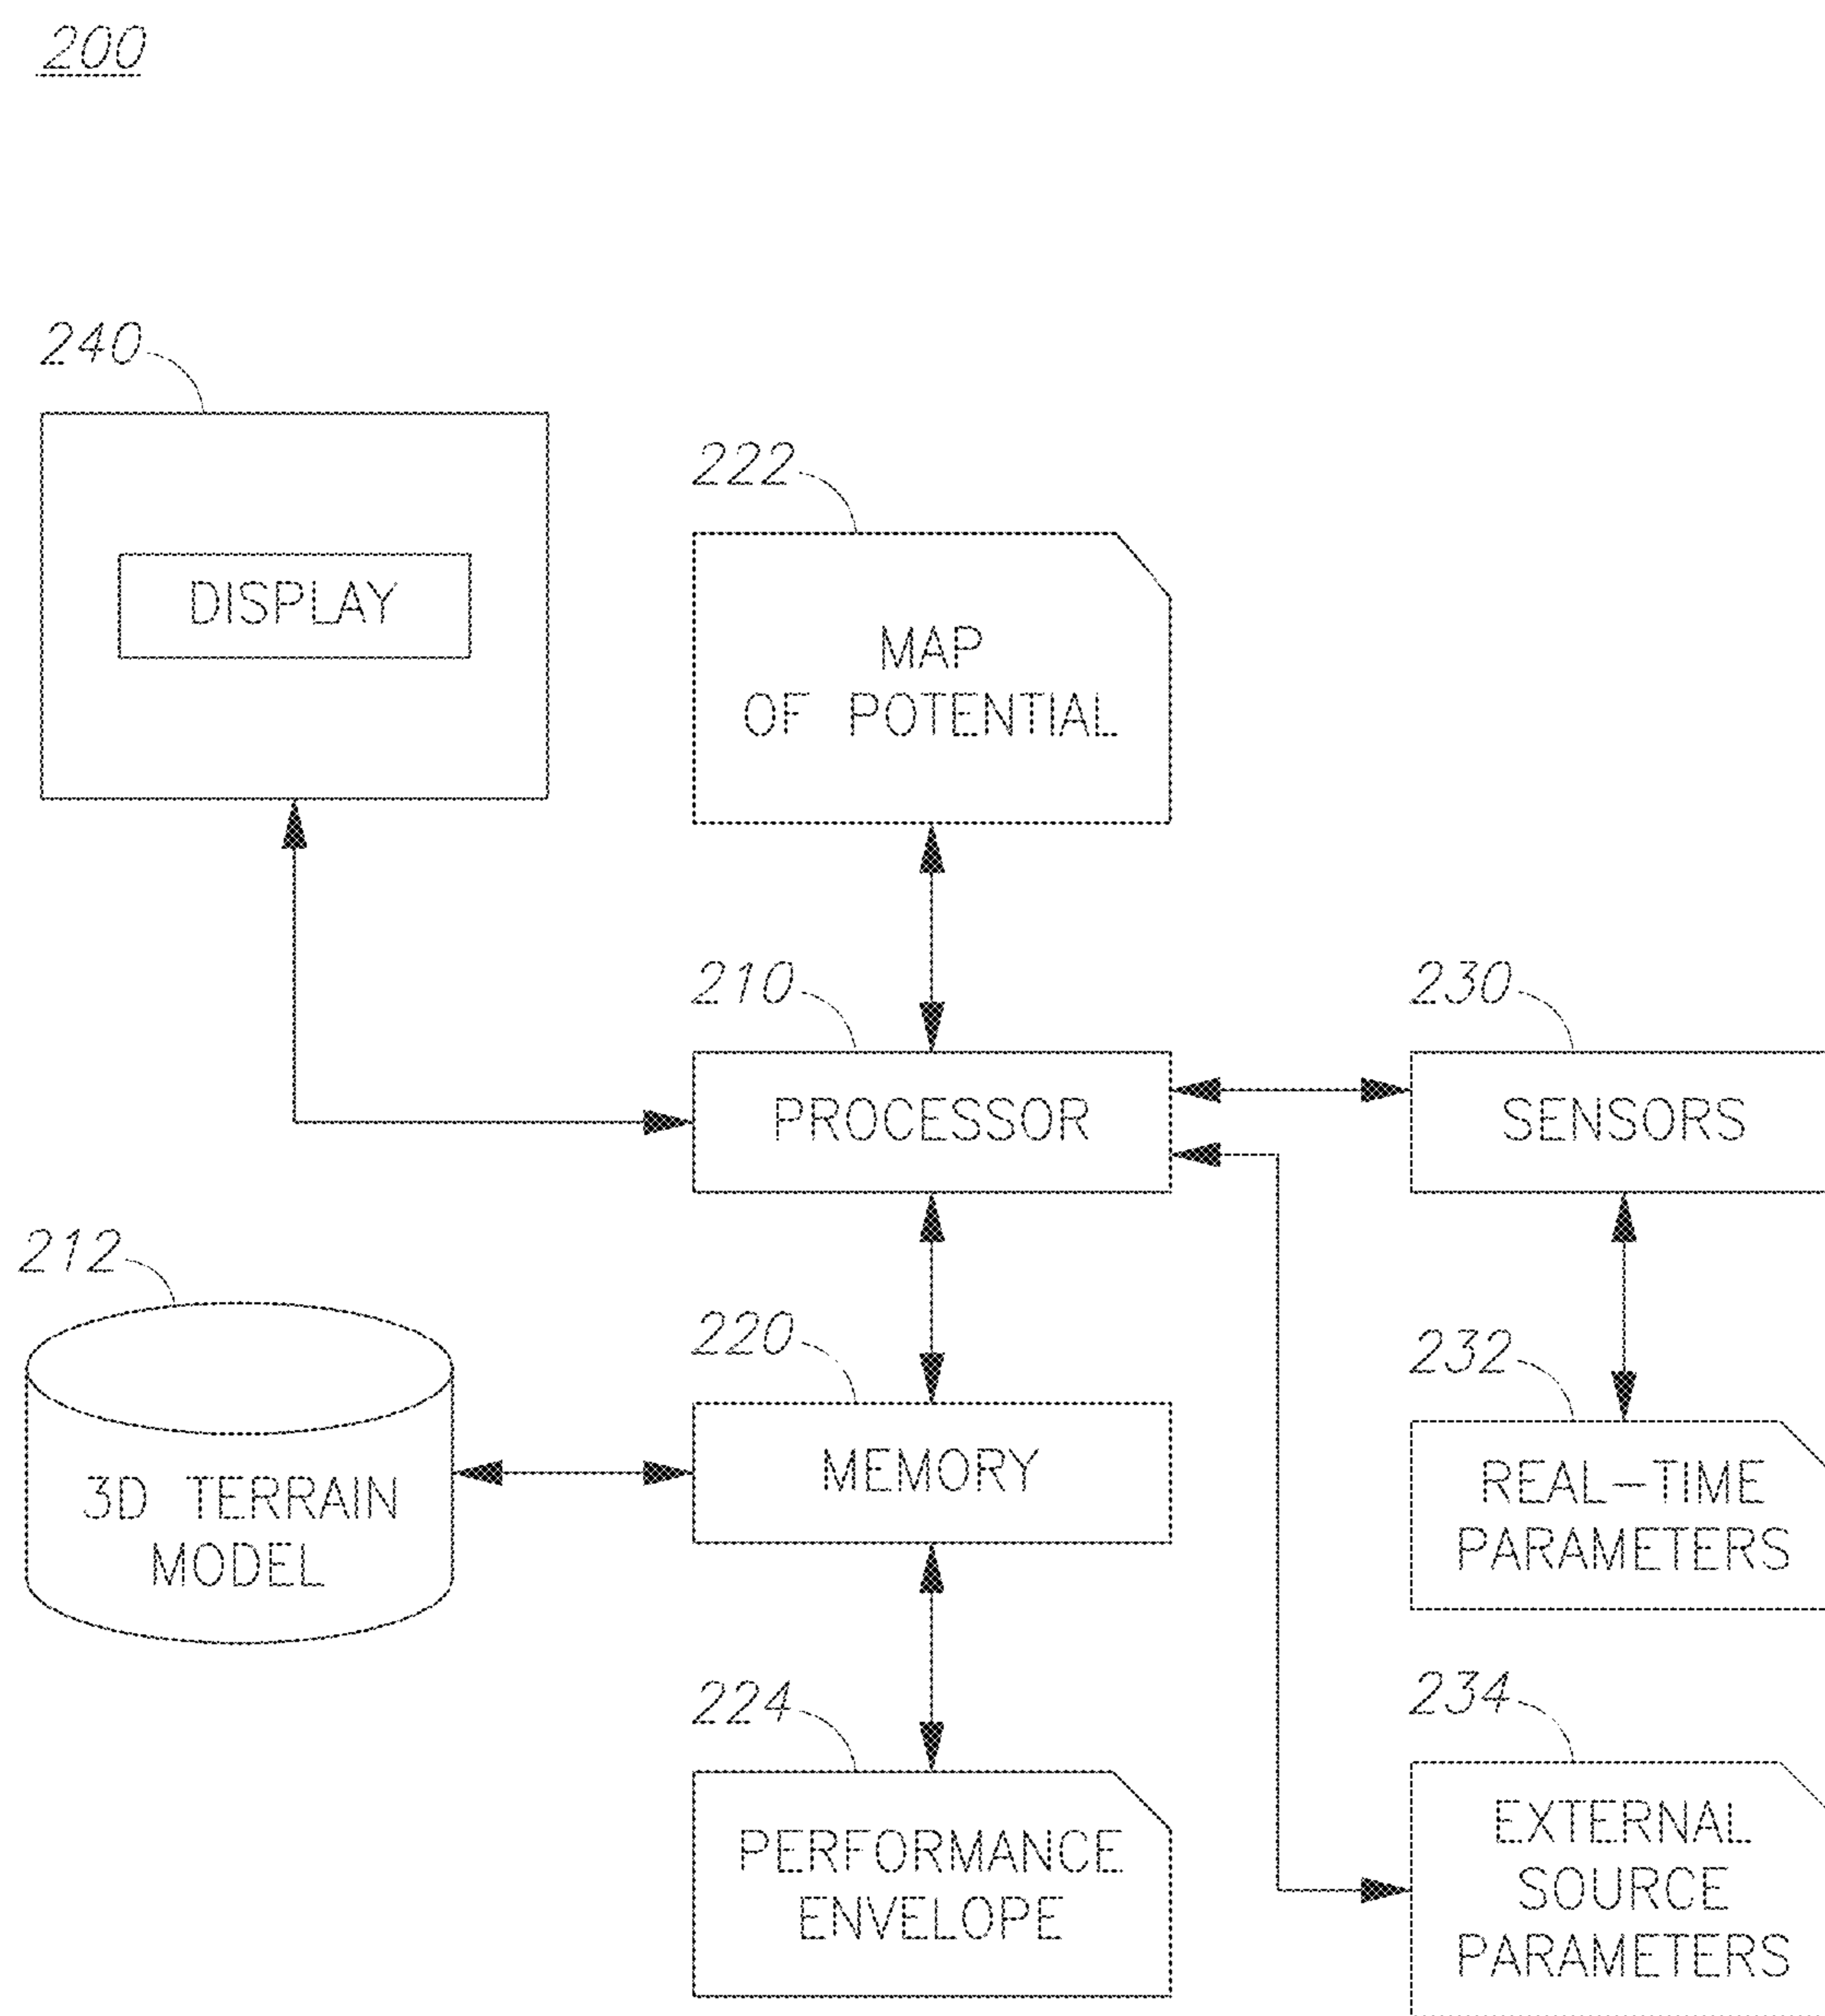 200
240
DISPLAY
222
MAP
OF POTENTIAL
210
PROCESSOR
230
SENSORS
212
3D TERRAIN
MODEL
220
MEMORY
232
REAL-TIME
PARAMETERS
224
PERFORMANCE
ENVELOPE
234
EXTERNAL
SOURCE
PARAMETERS